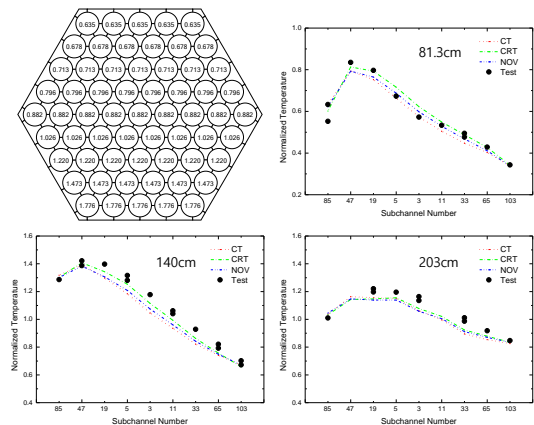 0.635 0.635 0.635 0.635 0.635
0.678 0.678 0.678 0.678 0.678 0.678
0.713 0.713 0.713 0.713 0.713 0.713 0.713
0.796 0.796 0.796 0.796 0.796 0.796 0.796 0.796
0.882 0.882 0.882 0.882 0.882 0.882 0.882 0.882 0.882
1.026 1.026 1.026 1.026 1.026 1.026 1.026 1.026
1.220 1.220 1.220 1.220 1.220 1.220 1.220
1.473 1.473 1.473 1.473 1.473 1.473
1.776 1.776 1.776 1.776 1.776
81.3cm
CT
CRT
NOV
Test
Normalized Temperature
1.0
0.8
0.6
0.4
0.2
85 47 19 5 3 11 33 65 103
Subchannel Number
140cm
CT
CRT
NOV
Test
Normalized Temperature
1.6
1.4
1.2
1.0
0.8
0.6
0.4
85 47 19 5 3 11 33 65 103
Subchannel Number
203cm
CT
CRT
NOV
Test
Normalized Temperature
1.6
1.4
1.2
1.0
0.8
0.6
0.4
85 47 19 5 3 11 33 65 103
Subchannel Number